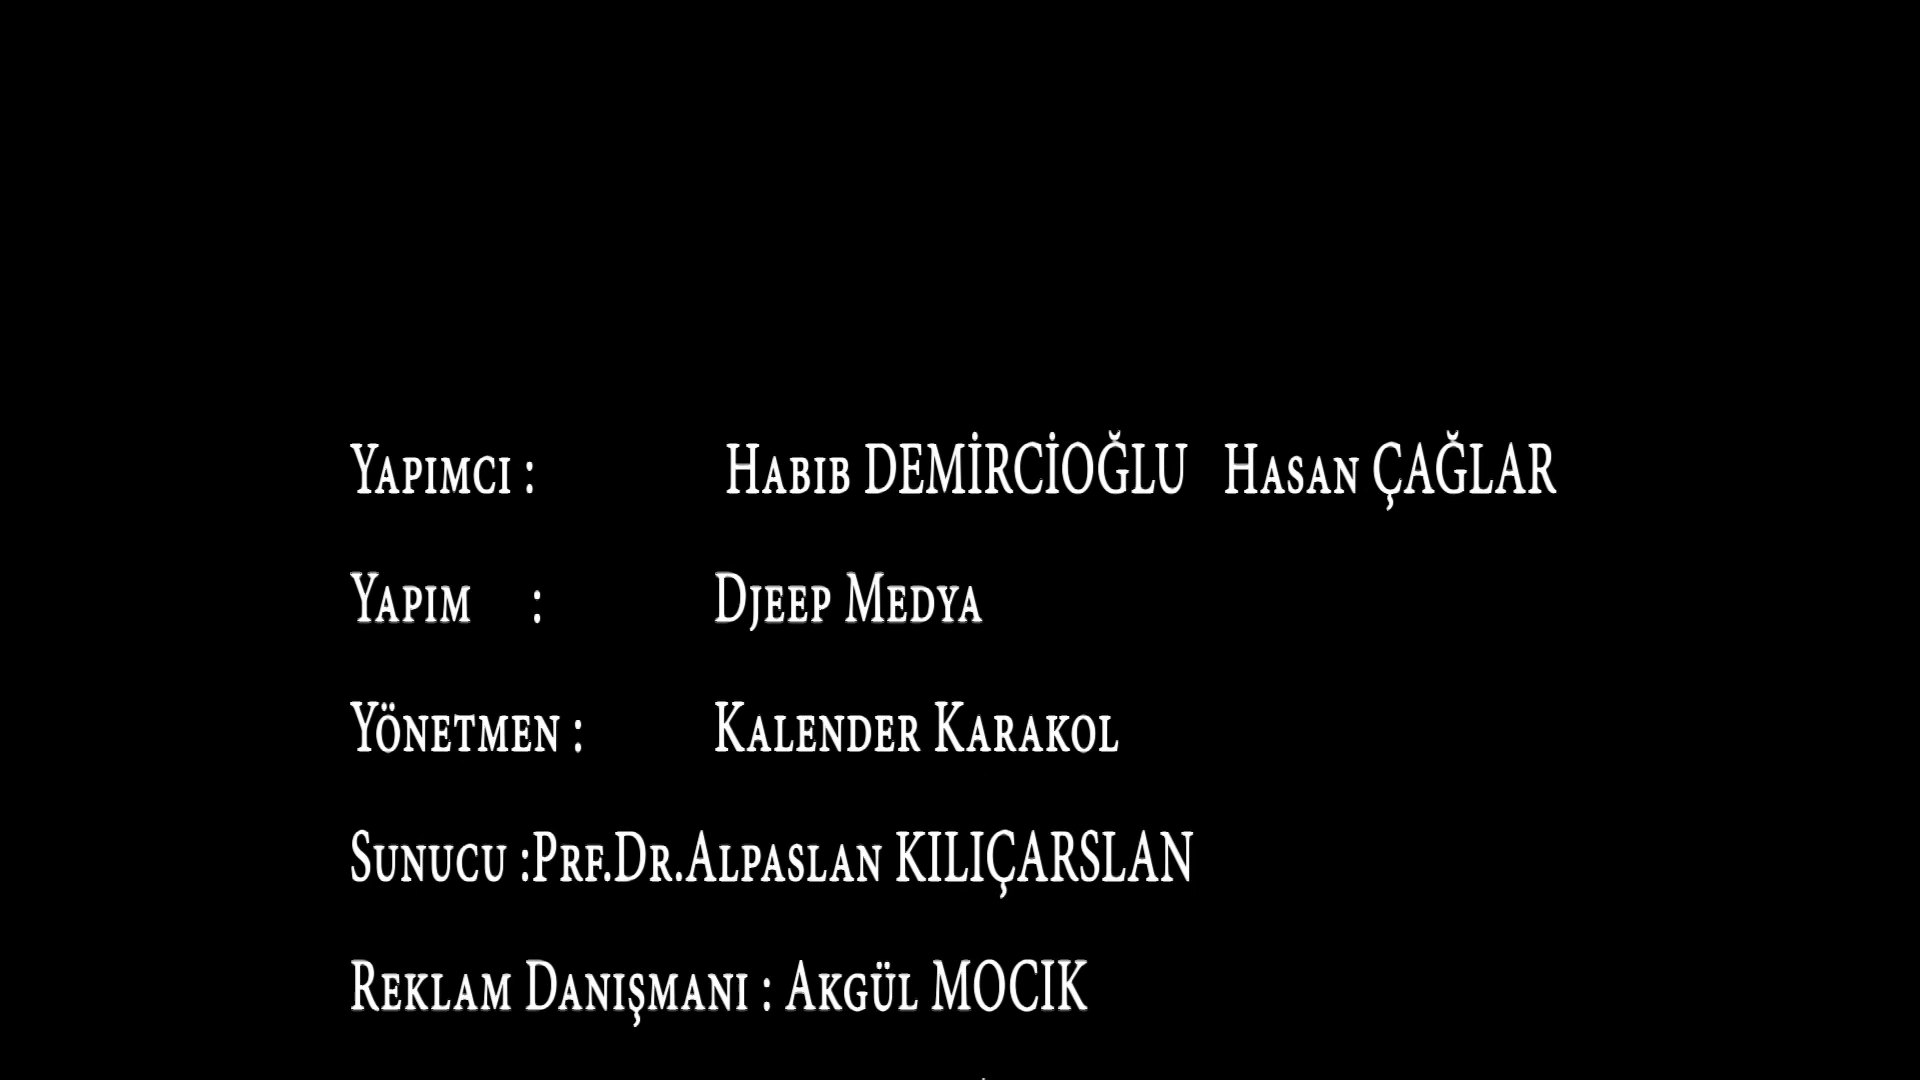 Yapımcı : Habib DEMİRCİOĞLU Hasan ÇAĞLAR
Yapım : Djeep Medya
Yönetmen : Kalender Karakol
Sunucu :Prf.Dr.Alpaslan KILIÇARSLAN
Reklam Danışmanı : Akgül MOCIK